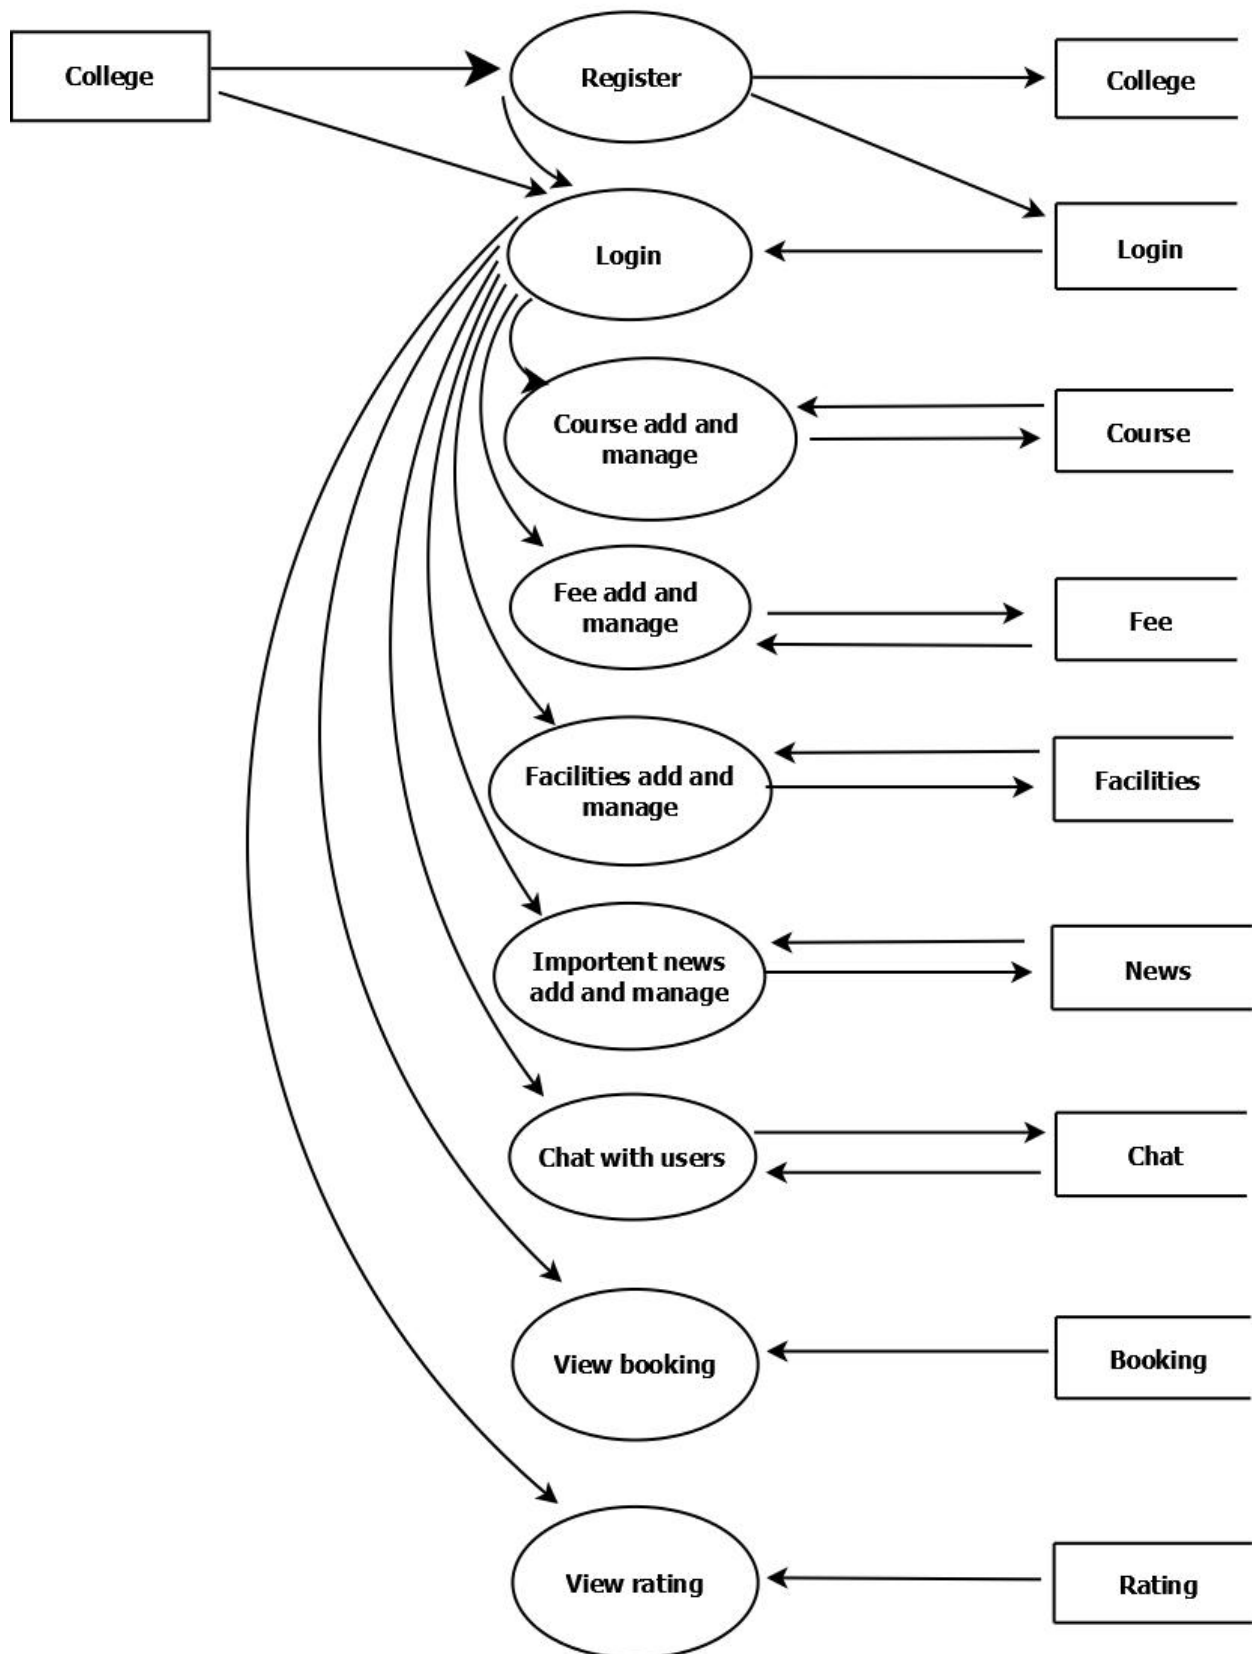 College
Register
College
Login
Login
Course add and
manage
Course
Fee add and
manage
Fee
Facilities add and
manage
Facilities
Importent news
add and manage
News
Chat with users
Chat
View booking
Booking
View rating
Rating